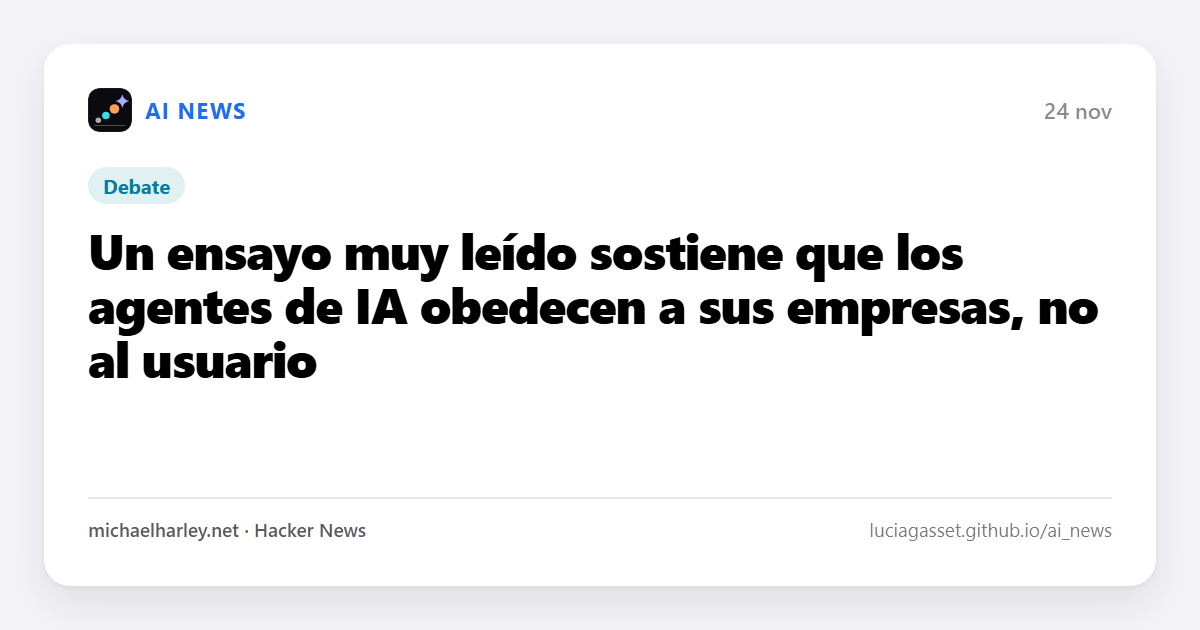 AI NEWS
24 nov
Debate
Un ensayo muy leído sostiene que los
agentes de IA obedecen a sus empresas, no
al usuario
michaelharley.net · Hacker News
luciagasset.github.io/ai_news